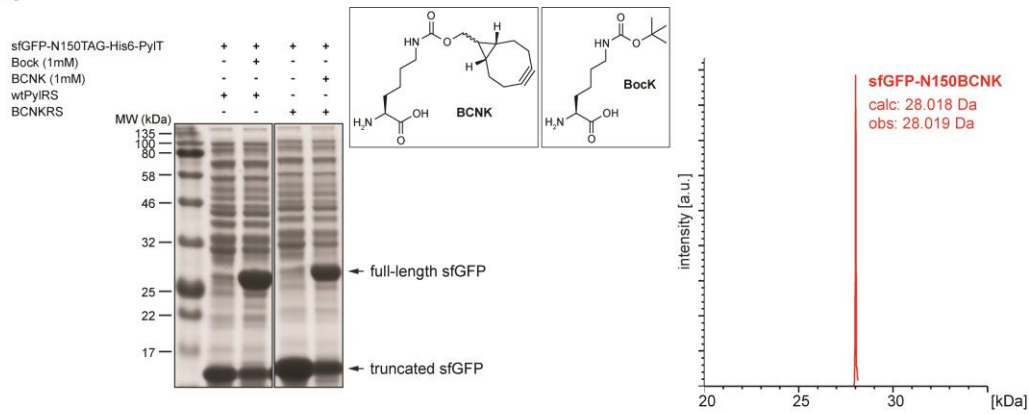 sfGFP-N150TAG-His6-PylT + + + +
Bock (1mM) +
BCNK (1mM) +
wtPylRS + +
BCNKRS + +
MW (kDa)
135
100
80
58
46
32
25
22
17
full-length sfGFP
truncated sfGFP
HN O O H H
H₂N OH O
BCNK
HN O O
H₂N OH O
BocK
sfGFP-N150BCNK
calc: 28.018 Da
obs: 28.019 Da
intensity [a.u.]
20 25 30 [kDa]